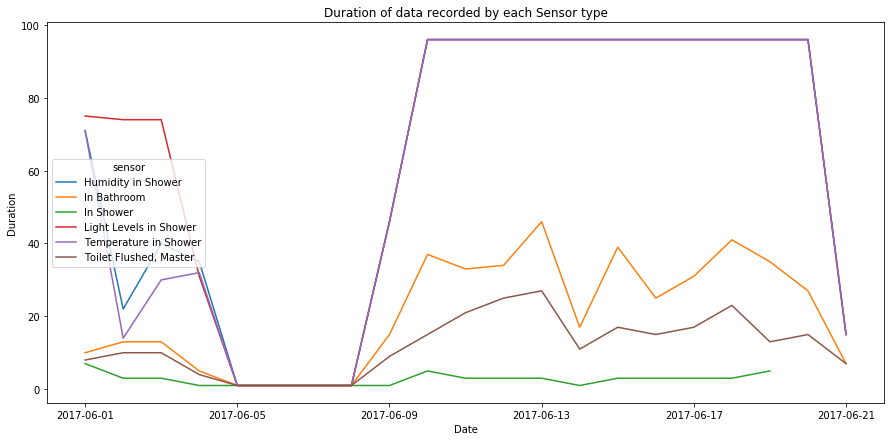 Duration of data recorded by each Sensor type
100
80
60
40
20
0
Duration
sensor
Humidity in Shower
In Bathroom
In Shower
Light Levels in Shower
Temperature in Shower
Toilet Flushed, Master
2017-06-01
2017-06-05
2017-06-09
2017-06-13
2017-06-17
2017-06-21
Date